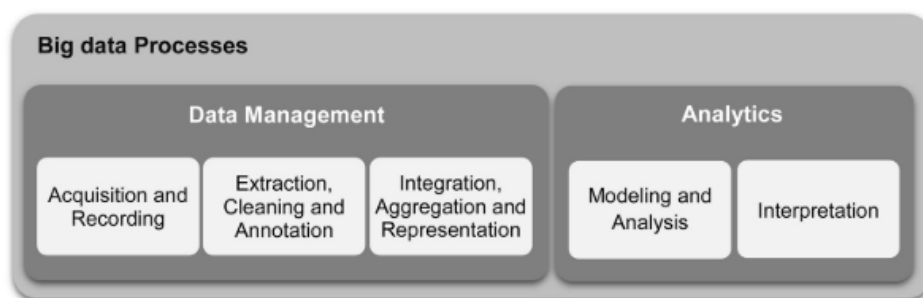 Big data Processes
Data Management
Acquisition and
Recording
Extraction,
Cleaning and
Annotation
Integration,
Aggregation and
Representation
Analytics
Modeling and
Analysis
Interpretation